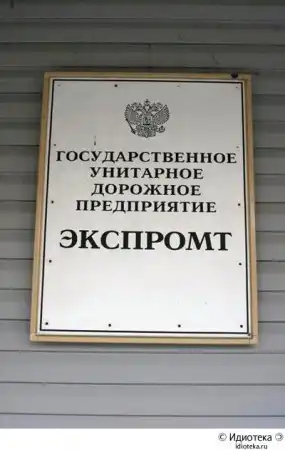 ГОСУДАРСТВЕННОЕ
УНИТАРНОЕ
ДОРОЖНОЕ
ПРЕДПРИЯТИЕ
ЭКСПРОМТ
© Идиотека Э
idioteka.ru